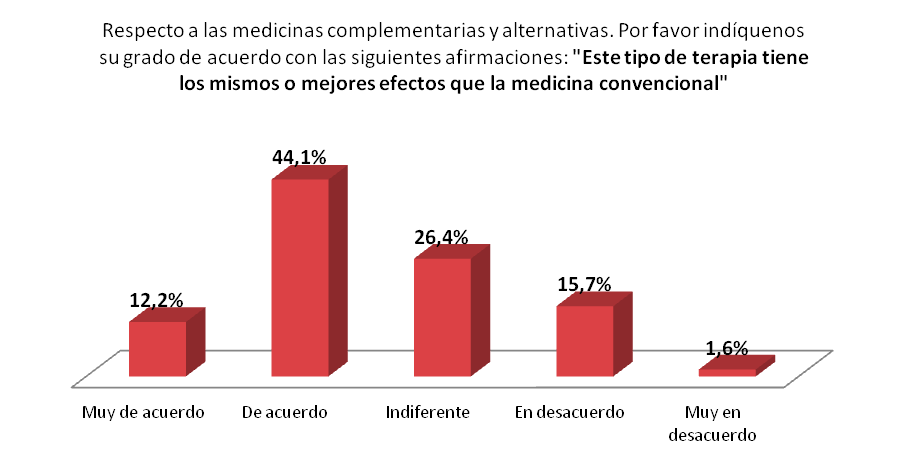 Respecto a las medicinas complementarias y alternativas. Por favor indíquenos
su grado de acuerdo con las siguientes afirmaciones: "Este tipo de terapia tiene
los mismos o mejores efectos que la medicina convencional"
44,1%
26,4%
15,7%
12,2%
1,6%
Muy de acuerdo
De acuerdo
Indiferente
En desacuerdo
Muy en
desacuerdo